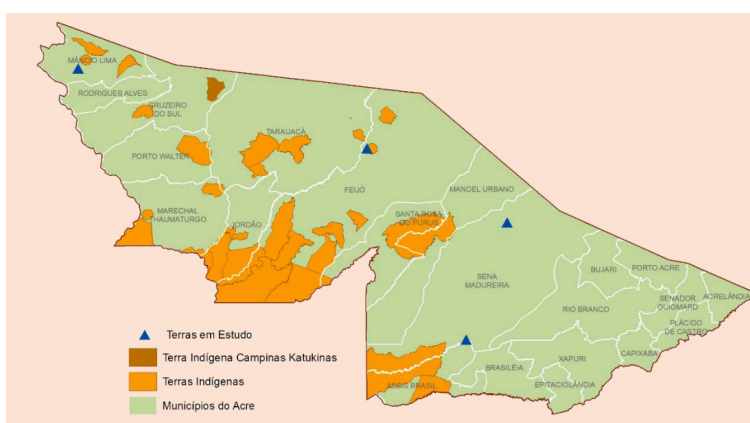 MÂNCIO LIMA
RODRIGUES ALVES
CRUZEIRO
DO SUL
TARAUACÁ
PORTO WALTER
FEIJÓ
MANOEL URBANO
MARECHAL
THAUMATURGO
JORDÃO
SANTA ROSA
DO PURUS
SENA
MADUREIRA
BUJARI
PORTO ACRE
SENADOR
GUIOMARD
ACRELÂNDIA
RIO BRANCO
PLÁCIDO
DE CASTRO
CAPIXABA
XAPURI
BRASILÉIA
EPITACIOLÂNDIA
ASSIS BRASIL
Terras em Estudo
Terra Indígena Campinas Katukinas
Terras Indígenas
Municípios do Acre